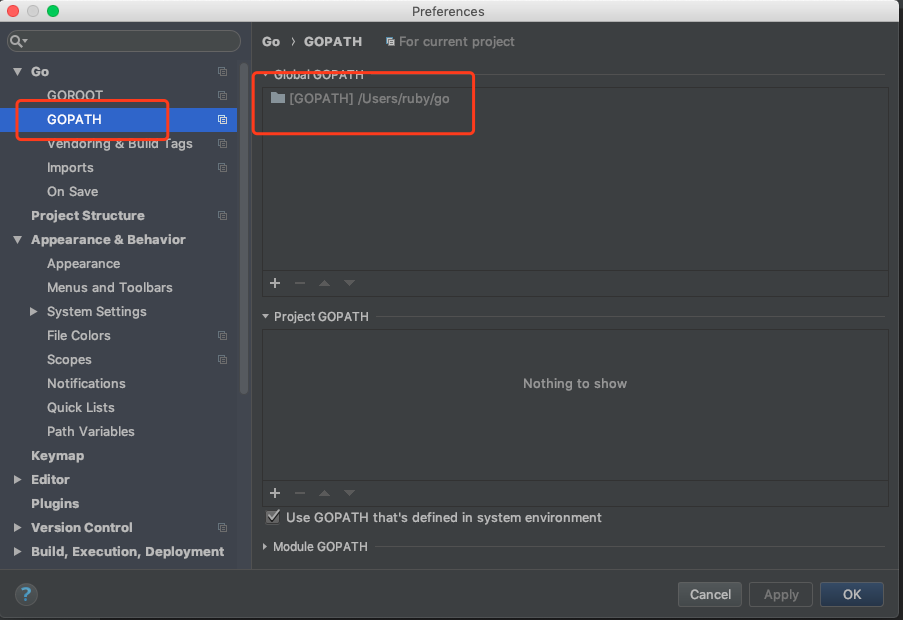 Preferences
Go
GOROOT
GOPATH
Vendoring & Build Tags
Imports
On Save
Project Structure
Appearance & Behavior
Appearance
Menus and Toolbars
System Settings
File Colors
Scopes
Notifications
Quick Lists
Path Variables
Keymap
Editor
Plugins
Version Control
Build, Execution, Deployment
Go › GOPATH For current project
Global GOPATH
[GOPATH] /Users/ruby/go
Project GOPATH
Nothing to show
Use GOPATH that's defined in system environment
Module GOPATH
?
Cancel Apply OK